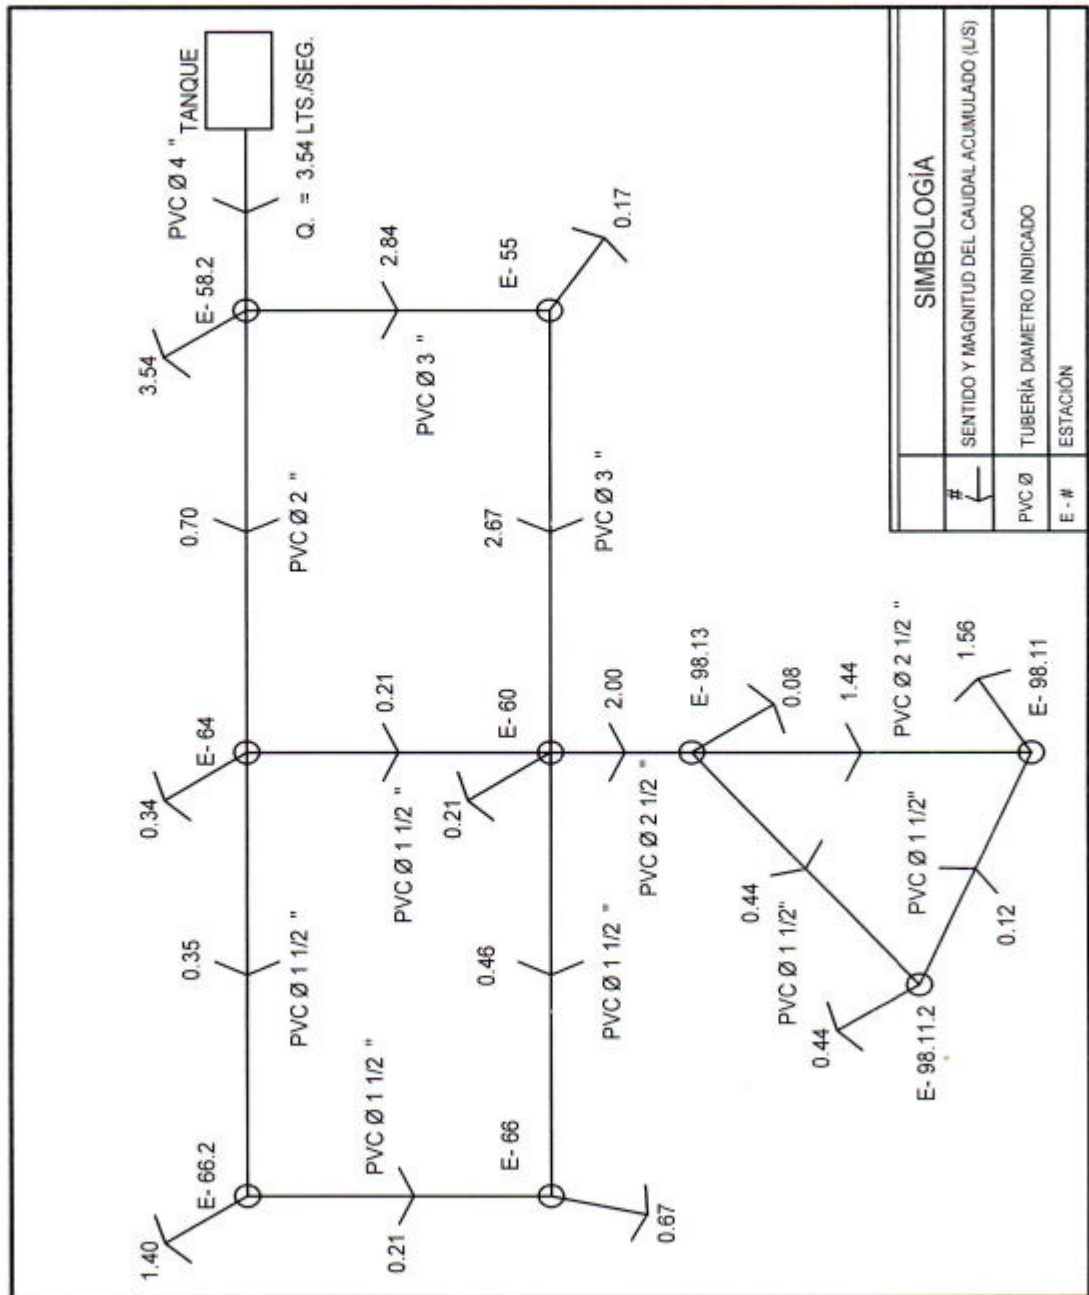 TANQUE
PVC Ø 4 "
Q. = 3.54 LTS./SEG.
E- 58.2
3.54
2.84
PVC Ø 3 "
E- 55
0.17
0.70
PVC Ø 2 "
2.67
PVC Ø 3 "
E- 64
0.34
0.21
PVC Ø 1 1/2 "
E- 60
0.21
2.00
PVC Ø 2 1/2 "
0.35
PVC Ø 1 1/2 "
0.46
PVC Ø 1 1/2 "
E- 66.2
1.40
0.21
PVC Ø 1 1/2 "
E- 66
0.67
E- 98.13
0.08
1.44
PVC Ø 2 1/2 "
1.56
E- 98.11
0.44
PVC Ø 1 1/2"
PVC Ø 1 1/2"
0.12
0.44
E- 98.11.2
SIMBOLOGÍA
# SENTIDO Y MAGNITUD DEL CAUDAL ACUMULADO (L/S)
PVC Ø TUBERÍA DIAMETRO INDICADO
E - # ESTACIÓN